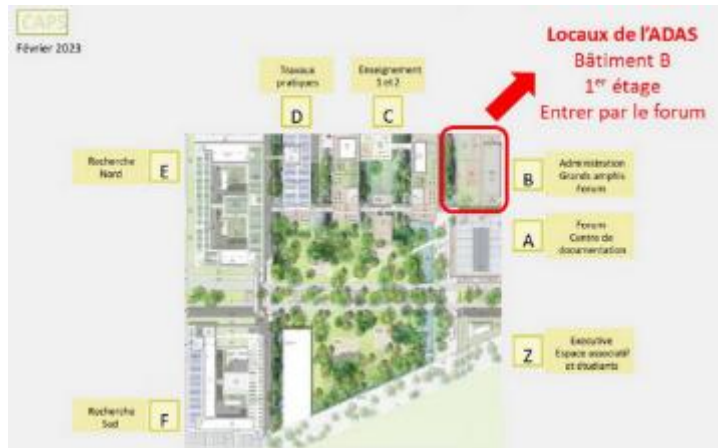 CAPS
Février 2023
Locaux de l'ADAS
Bâtiment B
1er étage
Entrer par le forum
Travaux
pratiques
D
Enseignement
1 et 2
C
Recherche
Nord
E
B
Administration
Grands amphis
Forum
A
Forum
Centre de
documentation
Z
Executive
Espace associatif
et étudiants
Recherche
Sud
F